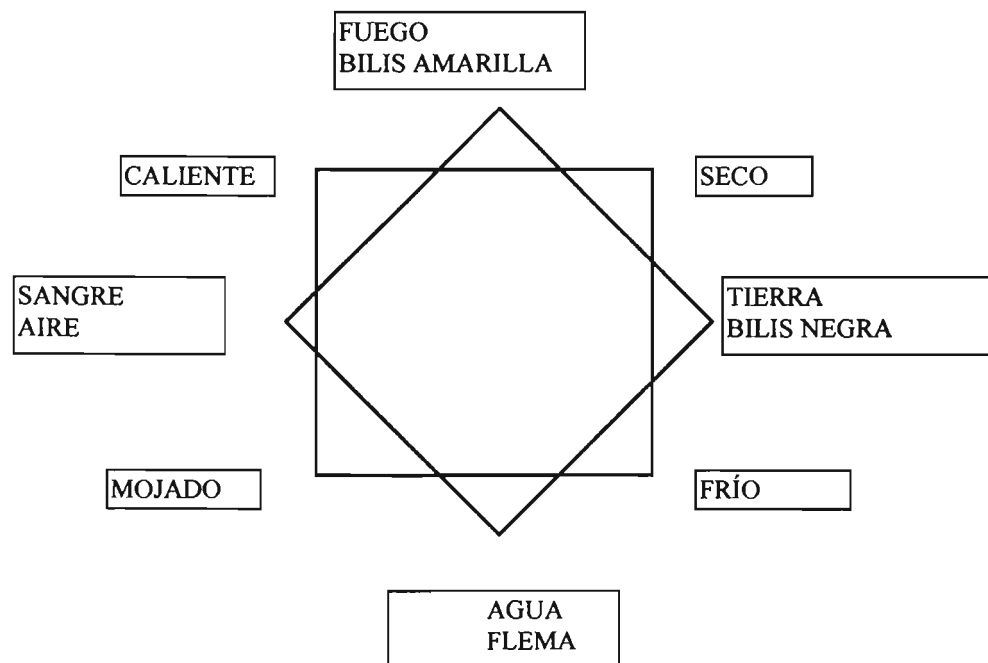 FUEGO
BILIS AMARILLA
CALIENTE
SECO
SANGRE
AIRE
TIERRA
BILIS NEGRA
MOJADO
FRÍO
AGUA
FLEMA